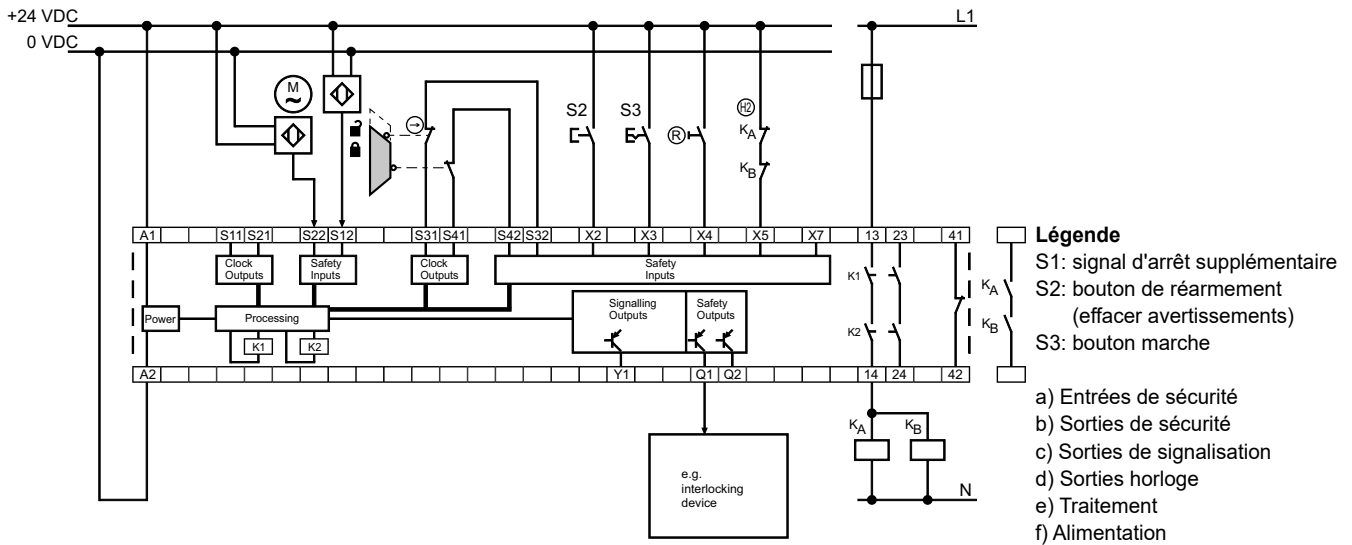 +24 VDC
L1
0 VDC
M
~
S2
S3
R
H2
KA
KB
A1 S11 S21 S22 S12 S31 S41 S42 S32 X2 X3 X4 X5 X7 13 23 41
Clock Outputs
Safety Inputs
Clock Outputs
Safety Inputs
K1
Signalling Outputs
Safety Outputs
Power
Processing
K1
K2
K2
KA
KB
A2 Y1 Q1 Q2 14 24 42
KA
KB
e.g.
interlocking
device
N
Légende
S1: signal d'arrêt supplémentaire
S2: bouton de réarmement
(effacer avertissements)
S3: bouton marche
a) Entrées de sécurité
b) Sorties de sécurité
c) Sorties de signalisation
d) Sorties horloge
e) Traitement
f) Alimentation